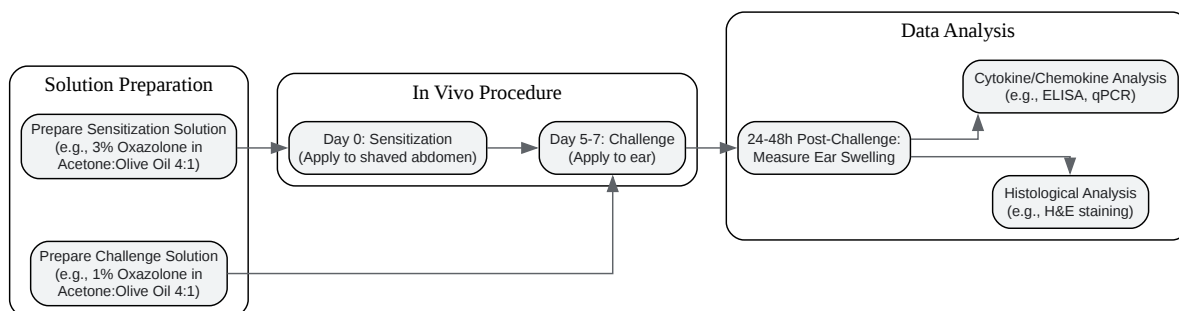 Solution Preparation
Prepare Sensitization Solution
(e.g., 3% Oxazolone in
Acetone:Olive Oil 4:1)
Prepare Challenge Solution
(e.g., 1% Oxazolone in
Acetone:Olive Oil 4:1)
In Vivo Procedure
Day 0: Sensitization
(Apply to shaved abdomen)
Day 5-7: Challenge
(Apply to ear)
Data Analysis
24-48h Post-Challenge:
Measure Ear Swelling
Cytokine/Chemokine Analysis
(e.g., ELISA, qPCR)
Histological Analysis
(e.g., H&E staining)